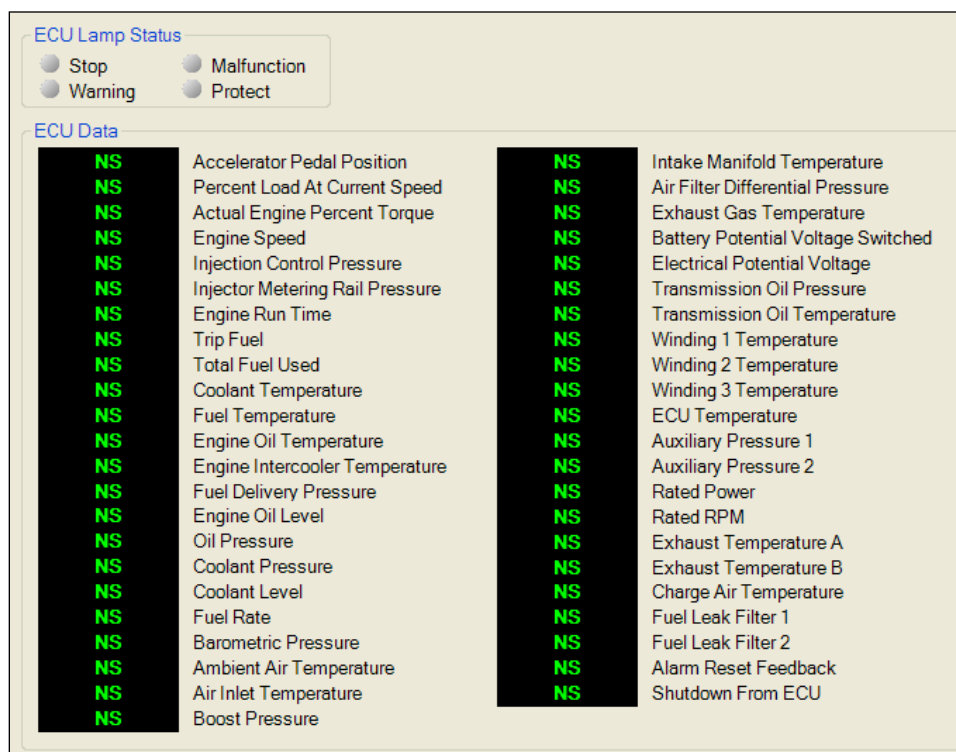 ECU Lamp Status
Stop Malfunction
Warning Protect
ECU Data
NS Accelerator Pedal Position
NS Percent Load At Current Speed
NS Actual Engine Percent Torque
NS Engine Speed
NS Injection Control Pressure
NS Injector Metering Rail Pressure
NS Engine Run Time
NS Trip Fuel
NS Total Fuel Used
NS Coolant Temperature
NS Fuel Temperature
NS Engine Oil Temperature
NS Engine Intercooler Temperature
NS Fuel Delivery Pressure
NS Engine Oil Level
NS Oil Pressure
NS Coolant Pressure
NS Coolant Level
NS Fuel Rate
NS Barometric Pressure
NS Ambient Air Temperature
NS Air Inlet Temperature
NS Boost Pressure
NS Intake Manifold Temperature
NS Air Filter Differential Pressure
NS Exhaust Gas Temperature
NS Battery Potential Voltage Switched
NS Electrical Potential Voltage
NS Transmission Oil Pressure
NS Transmission Oil Temperature
NS Winding 1 Temperature
NS Winding 2 Temperature
NS Winding 3 Temperature
NS ECU Temperature
NS Auxiliary Pressure 1
NS Auxiliary Pressure 2
NS Rated Power
NS Rated RPM
NS Exhaust Temperature A
NS Exhaust Temperature B
NS Charge Air Temperature
NS Fuel Leak Filter 1
NS Fuel Leak Filter 2
NS Alarm Reset Feedback
NS Shutdown From ECU